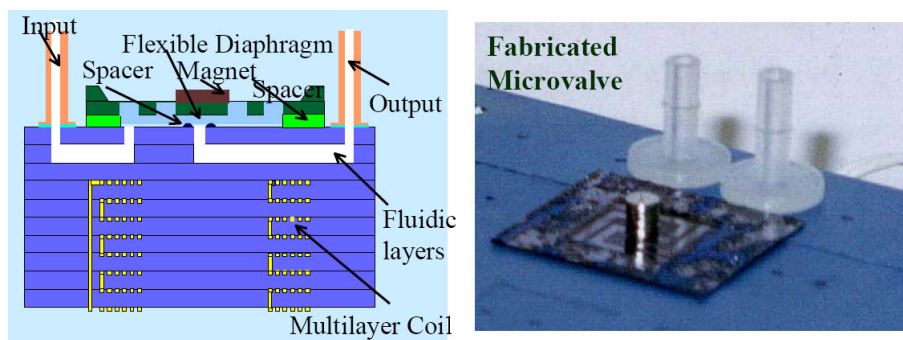 Input
Flexible Diaphragm
Spacer
Magnet
Spacer
Output
Fluidic
layers
Multilayer Coil
Fabricated
Microvalve